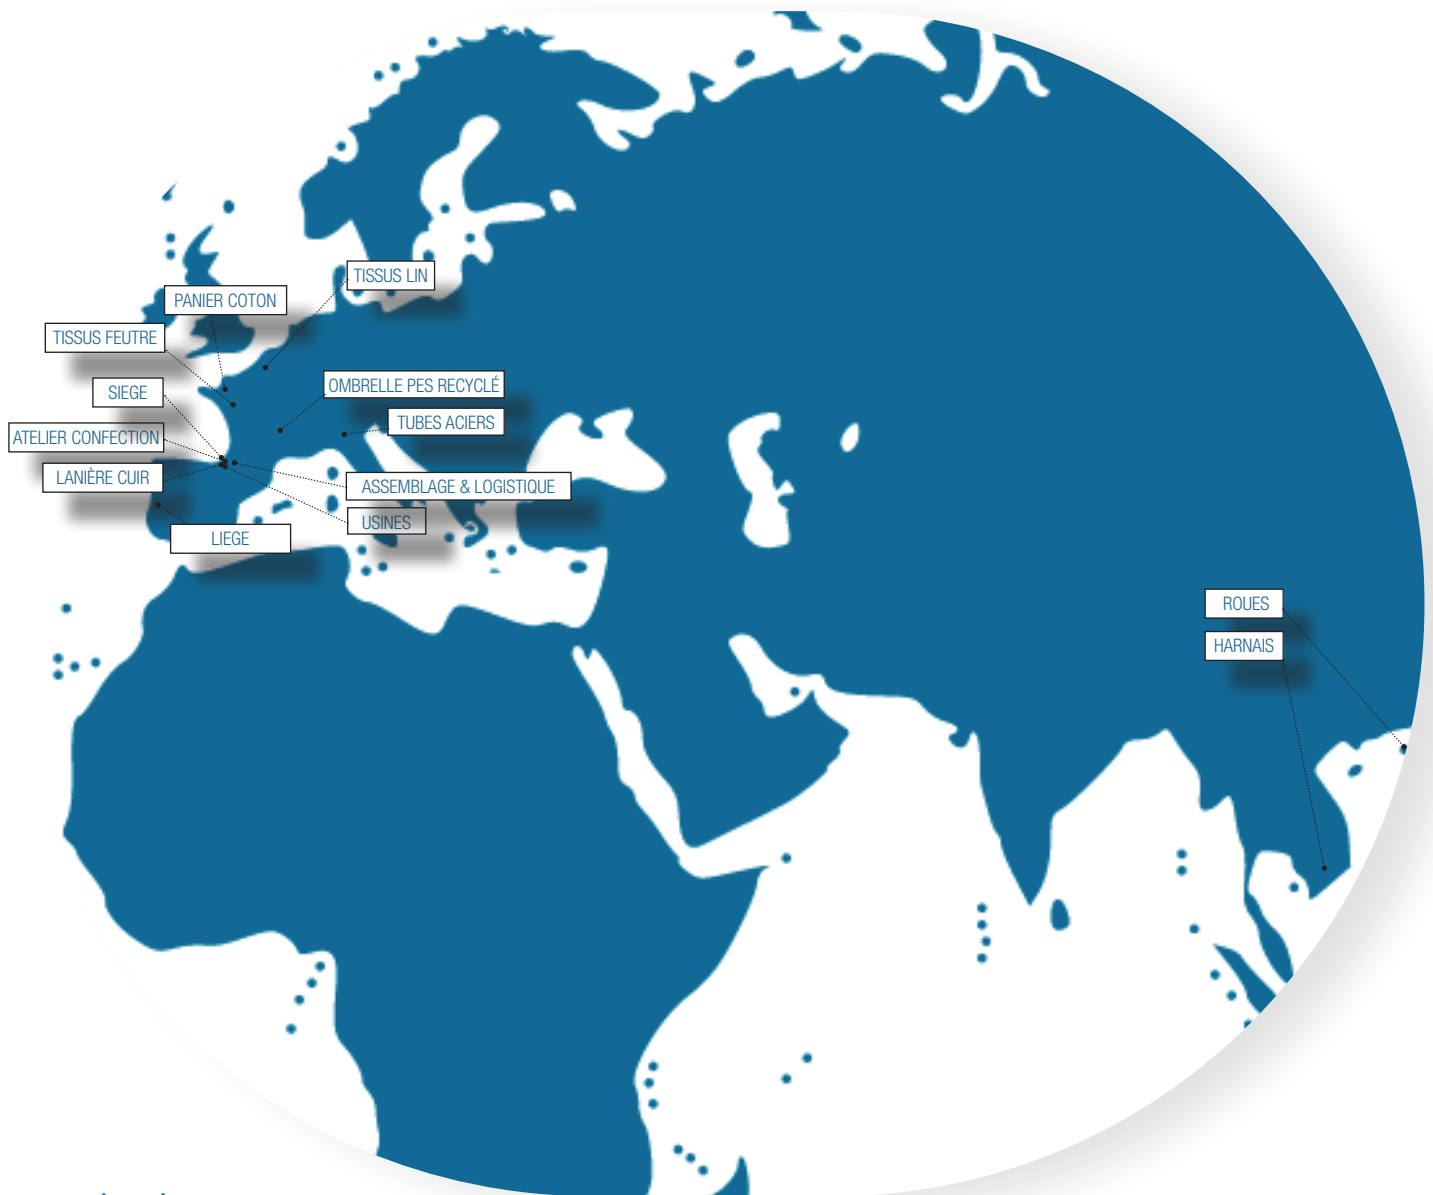 TISSUS LIN
PANIER COTON
TISSUS FEUTRE
SIEGE
OMBRELLE PES RECYCLÉ
TUBES ACIERS
ATELIER CONFECTION
LANIÈRE CUIR
ASSEMBLAGE & LOGISTIQUE
USINES
LIEGE
ROUES
HARNAIS